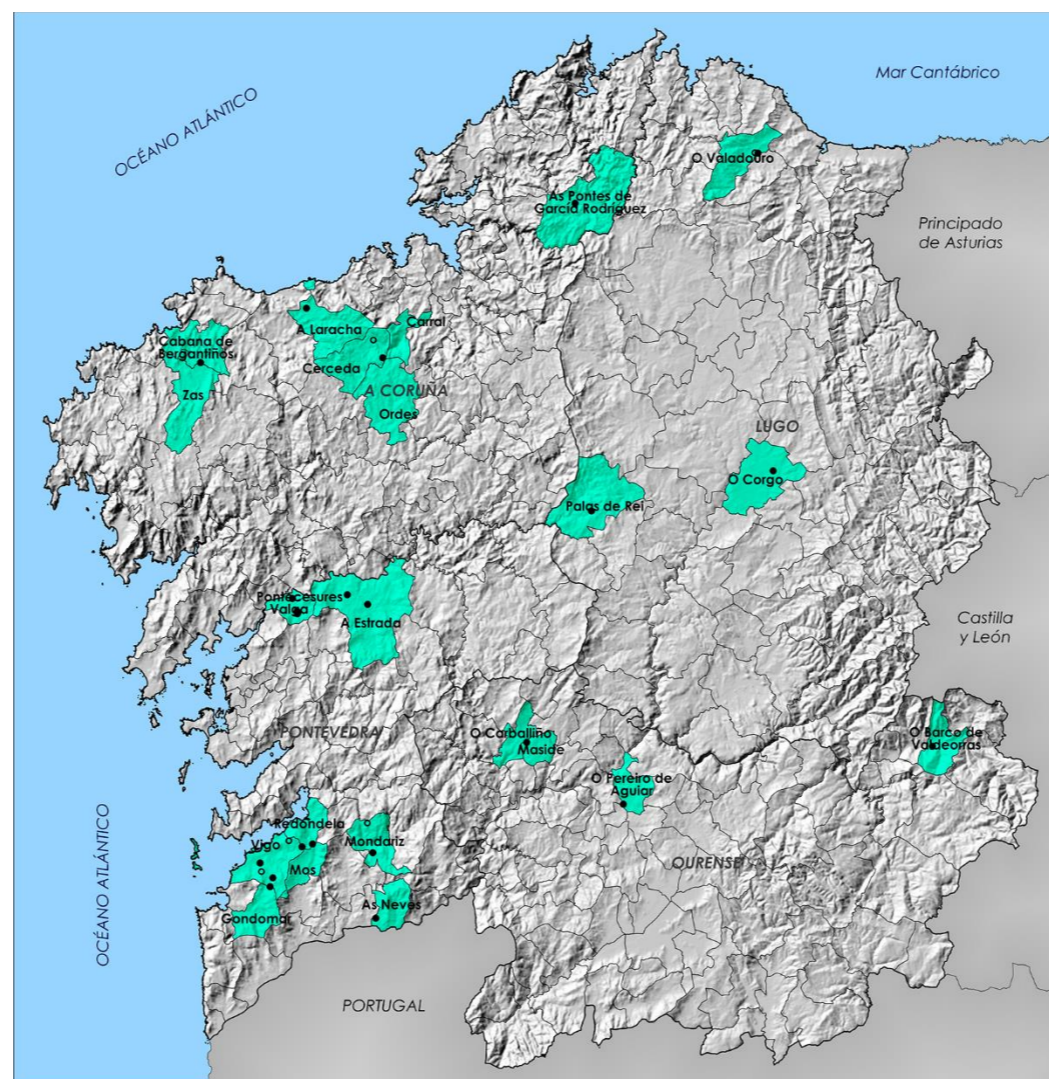 Mar Cantábrico
OCÉANO ATLÁNTICO
O Valadouro
As Pontes de
García Rodríguez
Principado
de Asturias
Carral
A Laracha
Cabana de
Bergantiños
Cerceda
A CORUÑA
Zas
Ordes
LUGO
O Corgo
Palas de Rei
Pontecesures
Valga
A Estrada
Castilla
y León
PONTEVEDRA
O Carballiño
Maside
O Barco de
Valdeorras
O Pereiro de
Aguiar
OCÉANO ATLÁNTICO
Redondela
Vigo
Mondariz
Mos
OURENSE
As Neves
Gondomar
PORTUGAL